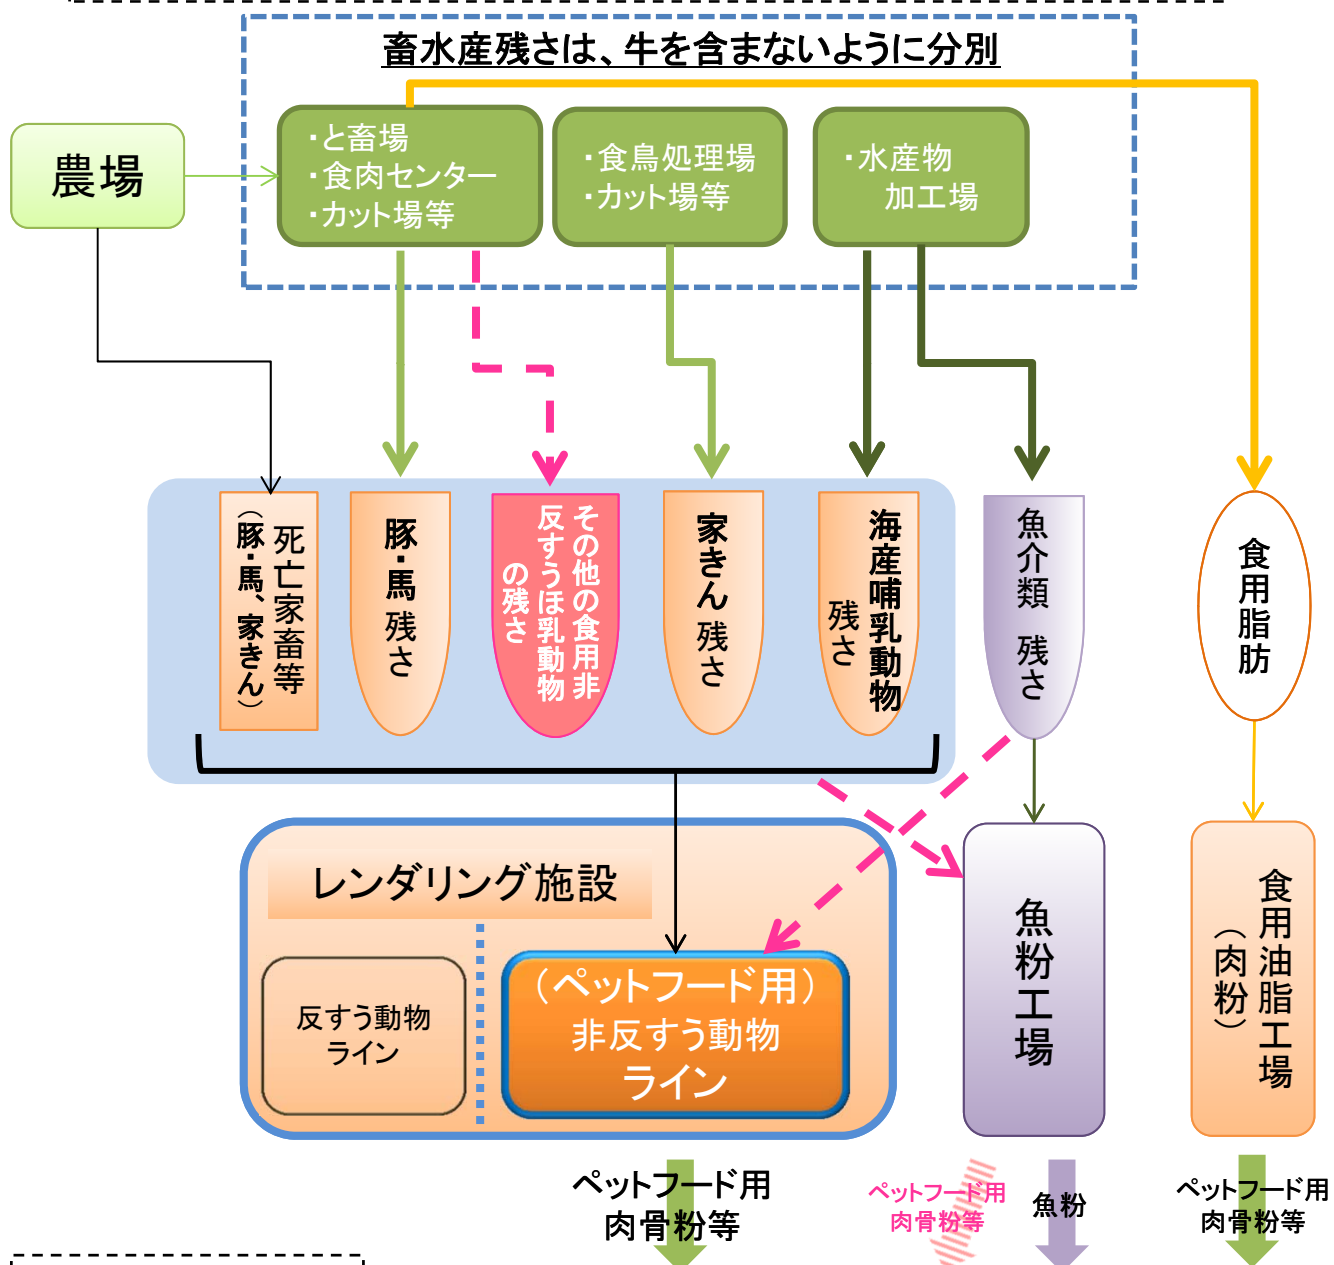 畜水産残さは、牛を含まないように分別
農場
・と畜場
・食肉センター
・カット場等
・食鳥処理場
・カット場等
・水産物
加工場
死亡家畜等
（豚・馬、家きん）
豚・馬 残さ
その他の食用非
反すうほ乳動物
の残さ
家きん 残さ
海産哺乳動物
残さ
魚介類 残さ
食用脂肪
レンダリング施設
反すう動物
ライン
（ペットフード用）
非反すう動物
ライン
魚粉工場
食用油脂工場
（肉粉）
ペットフード用
肉骨粉等
ペットフード用
肉骨粉等
魚粉
ペットフード用
肉骨粉等